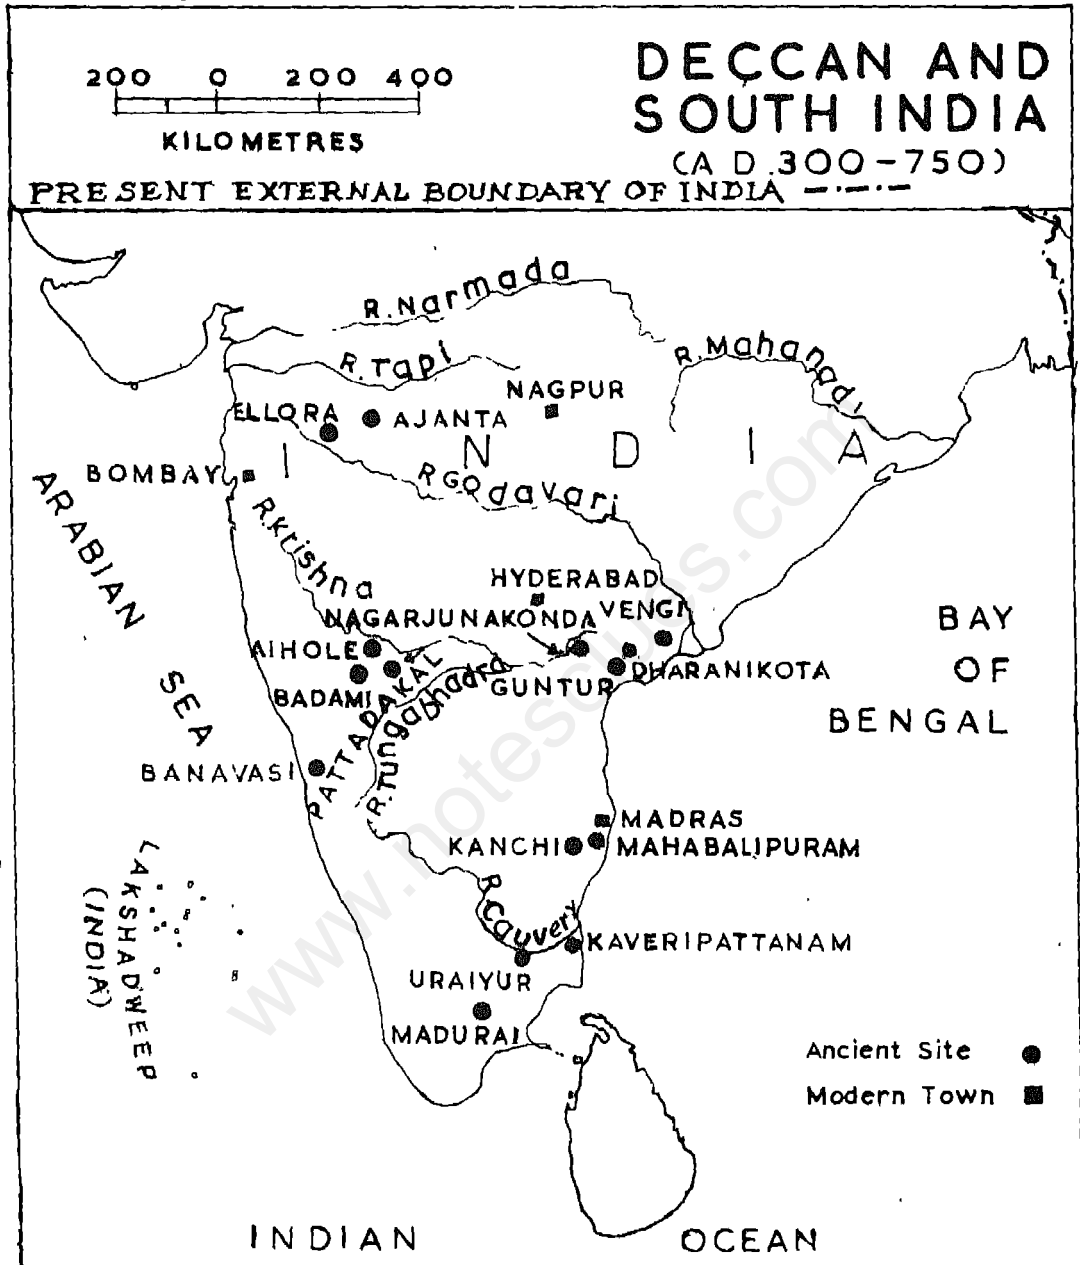 DECCAN AND
SOUTH INDIA
(A D.300-750)
200 0 200 400
KILOMETRES
PRESENT EXTERNAL BOUNDARY OF INDIA
R.Narmada
R.Tapi
R.Mahanadi
NAGPUR
ELLORA
AJANTA
INDIA
BOMBAY
R Godavari
ARABIAN
SEA
R.Krishna
HYDERABAD
NAGARJUNAKONDA
VENGI
BAY
OF
BENGAL
AIHOLE
BADAMI
PATTADAKAL
R.Tungabhadra
GUNTUR
DHARANIKOTA
BANAVASI
MADRAS
KANCHI
MAHABALIPURAM
LAKSHADWEEP
(INDIA)
R. Cauvery
KAVERIPATTANAM
URAIYUR
MADURAI
Ancient Site
Modern Town
INDIAN OCEAN
www.notesclues.com